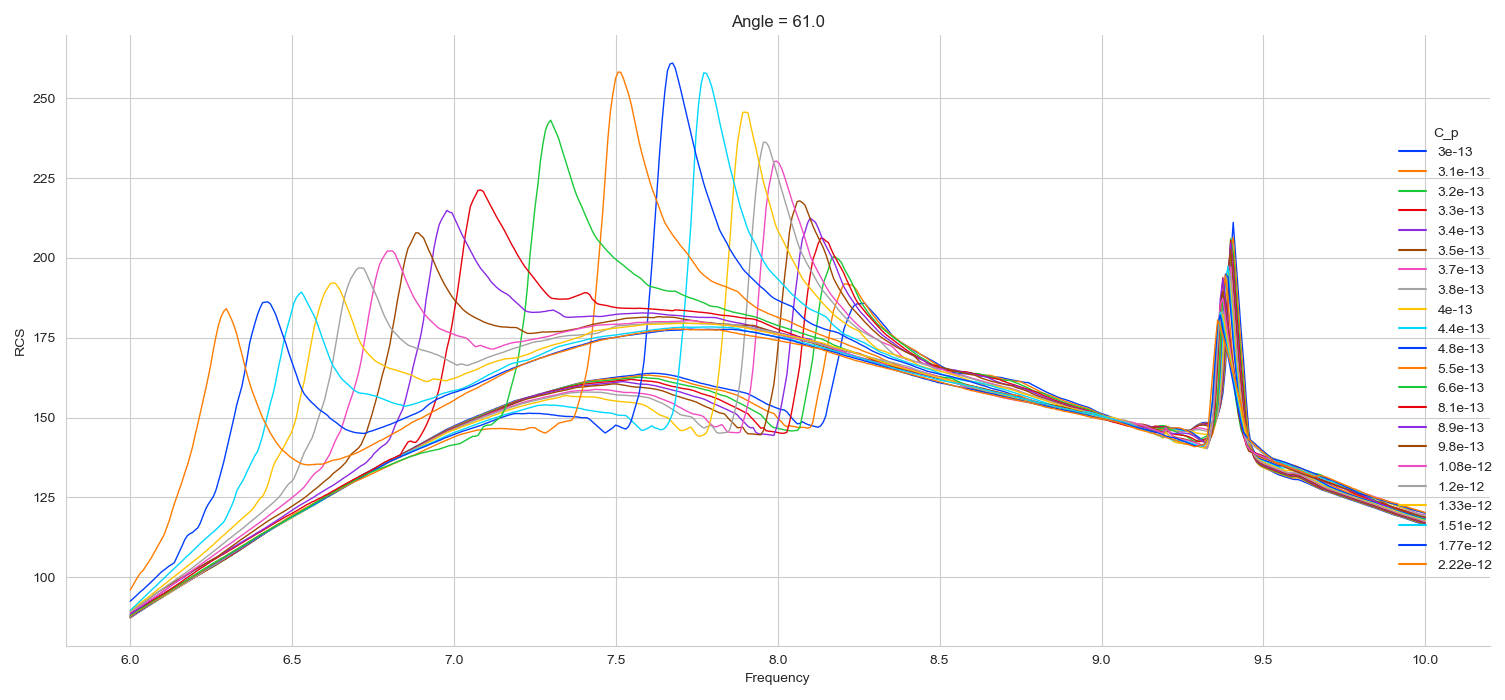 Angle = 61.0
RCS
250
225
200
175
150
125
100
6.0 6.5 7.0 7.5 8.0 8.5 9.0 9.5 10.0
Frequency
C_p
3e-13
3.1e-13
3.2e-13
3.3e-13
3.4e-13
3.5e-13
3.7e-13
3.8e-13
4e-13
4.4e-13
4.8e-13
5.5e-13
6.6e-13
8.1e-13
8.9e-13
9.8e-13
1.08e-12
1.2e-12
1.33e-12
1.51e-12
1.77e-12
2.22e-12